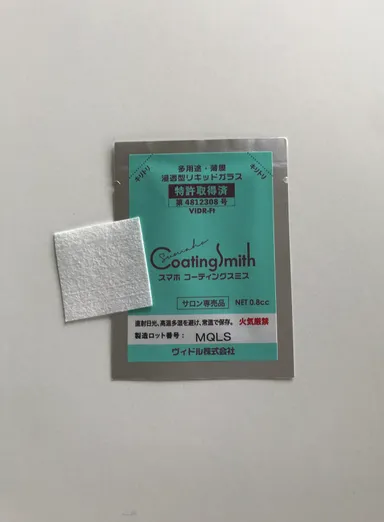 キリトリ
キリトリ
多用途・薄膜
浸透型リキッドガラス
特許取得済
第4812308号
VIDR-Ft
Sumaho
CoatingSmith
スマホ コーティングスミス
サロン専売品 NET 0.8cc
直射日光、高温多湿を避け、常温で保存。 火気厳禁
製造ロット番号: MQLS
ヴィドル株式会社